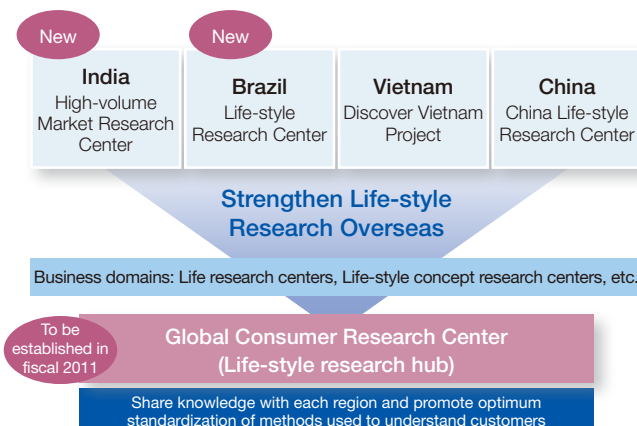 New
New
India
High-volume
Market Research
Center
Brazil
Life-style
Research Center
Vietnam
Discover Vietnam
Project
China
China Life-style
Research Center
Strengthen Life-style
Research Overseas
Business domains: Life research centers, Life-style concept research centers, etc.
To be
established in
fiscal 2011
Global Consumer Research Center
(Life-style research hub)
Share knowledge with each region and promote optimum
standardization of methods used to understand customers